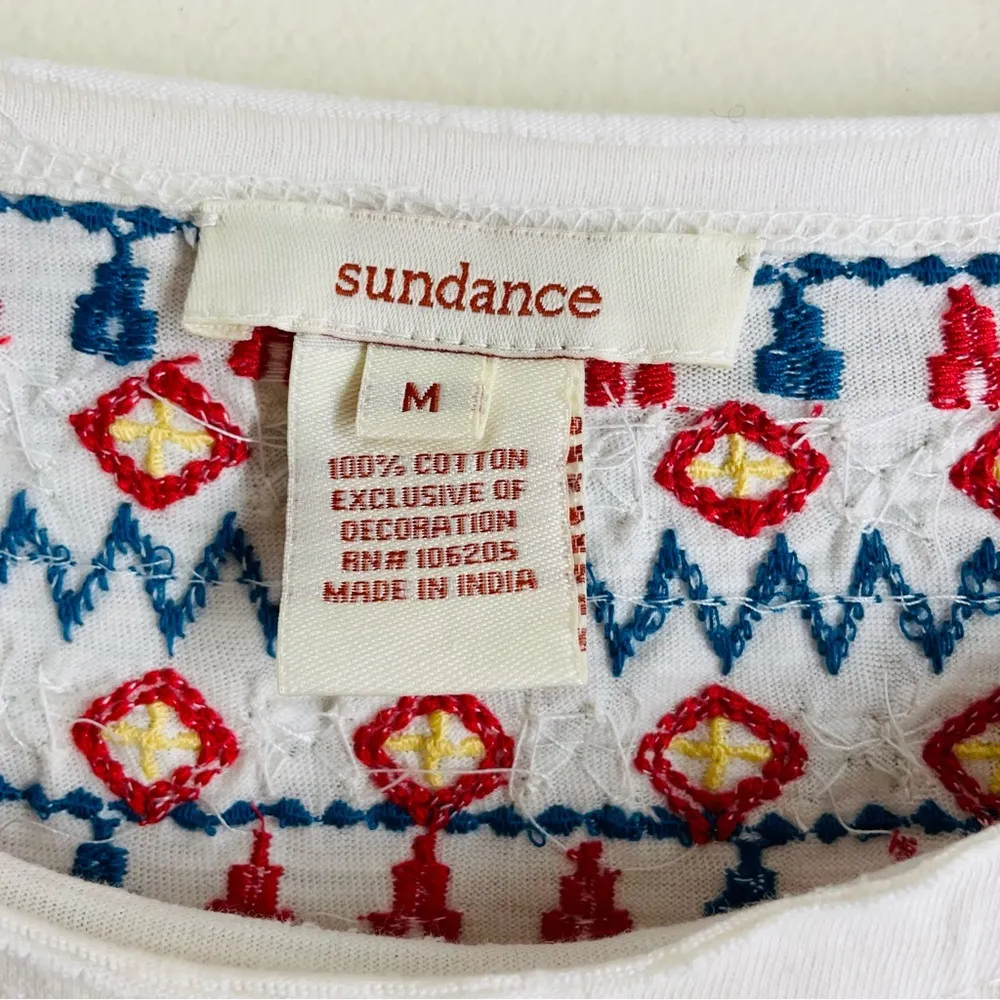 sundance
M
100% COTTON
EXCLUSIVE OF
DECORATION
RN# 106205
MADE IN INDIA